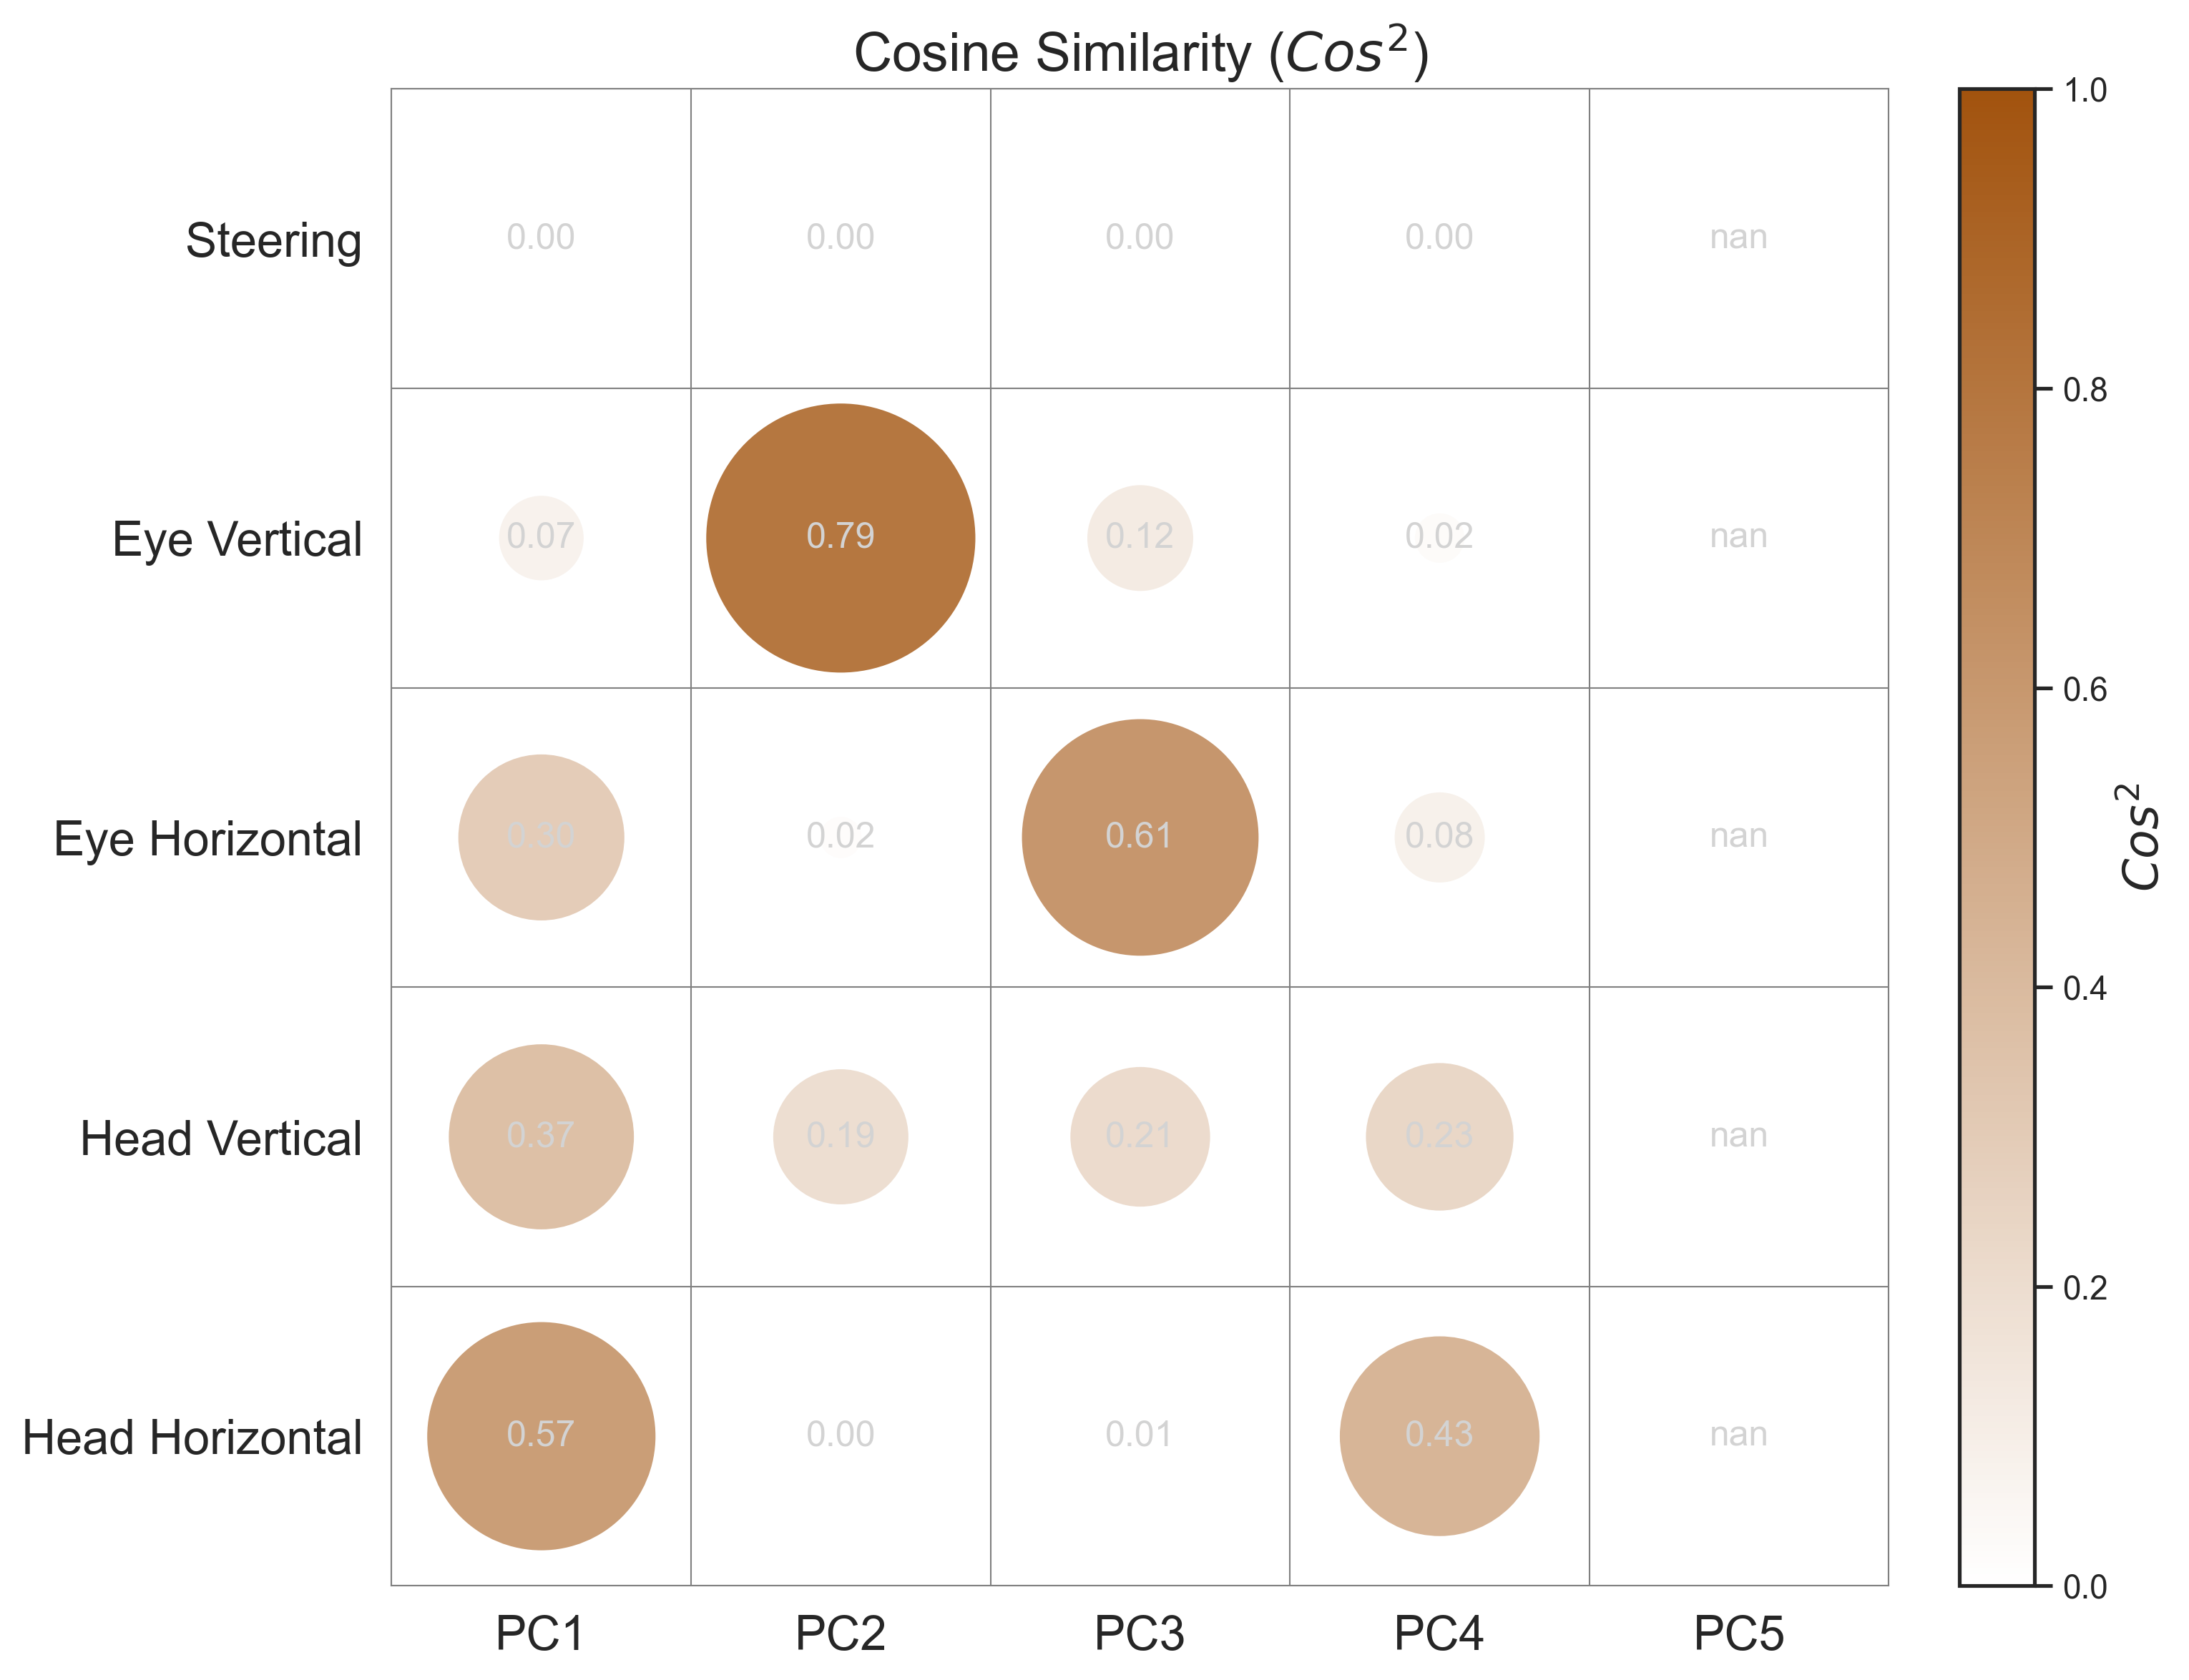 Cosine Similarity (Cos²)
Steering 0.00 0.00 0.00 0.00 nan
Eye Vertical 0.07 0.79 0.12 0.02 nan
Eye Horizontal 0.30 0.02 0.61 0.08 nan
Head Vertical 0.37 0.19 0.21 0.23 nan
Head Horizontal 0.57 0.00 0.01 0.43 nan
PC1 PC2 PC3 PC4 PC5
1.0
0.8
0.6
0.4
0.2
0.0
Cos²